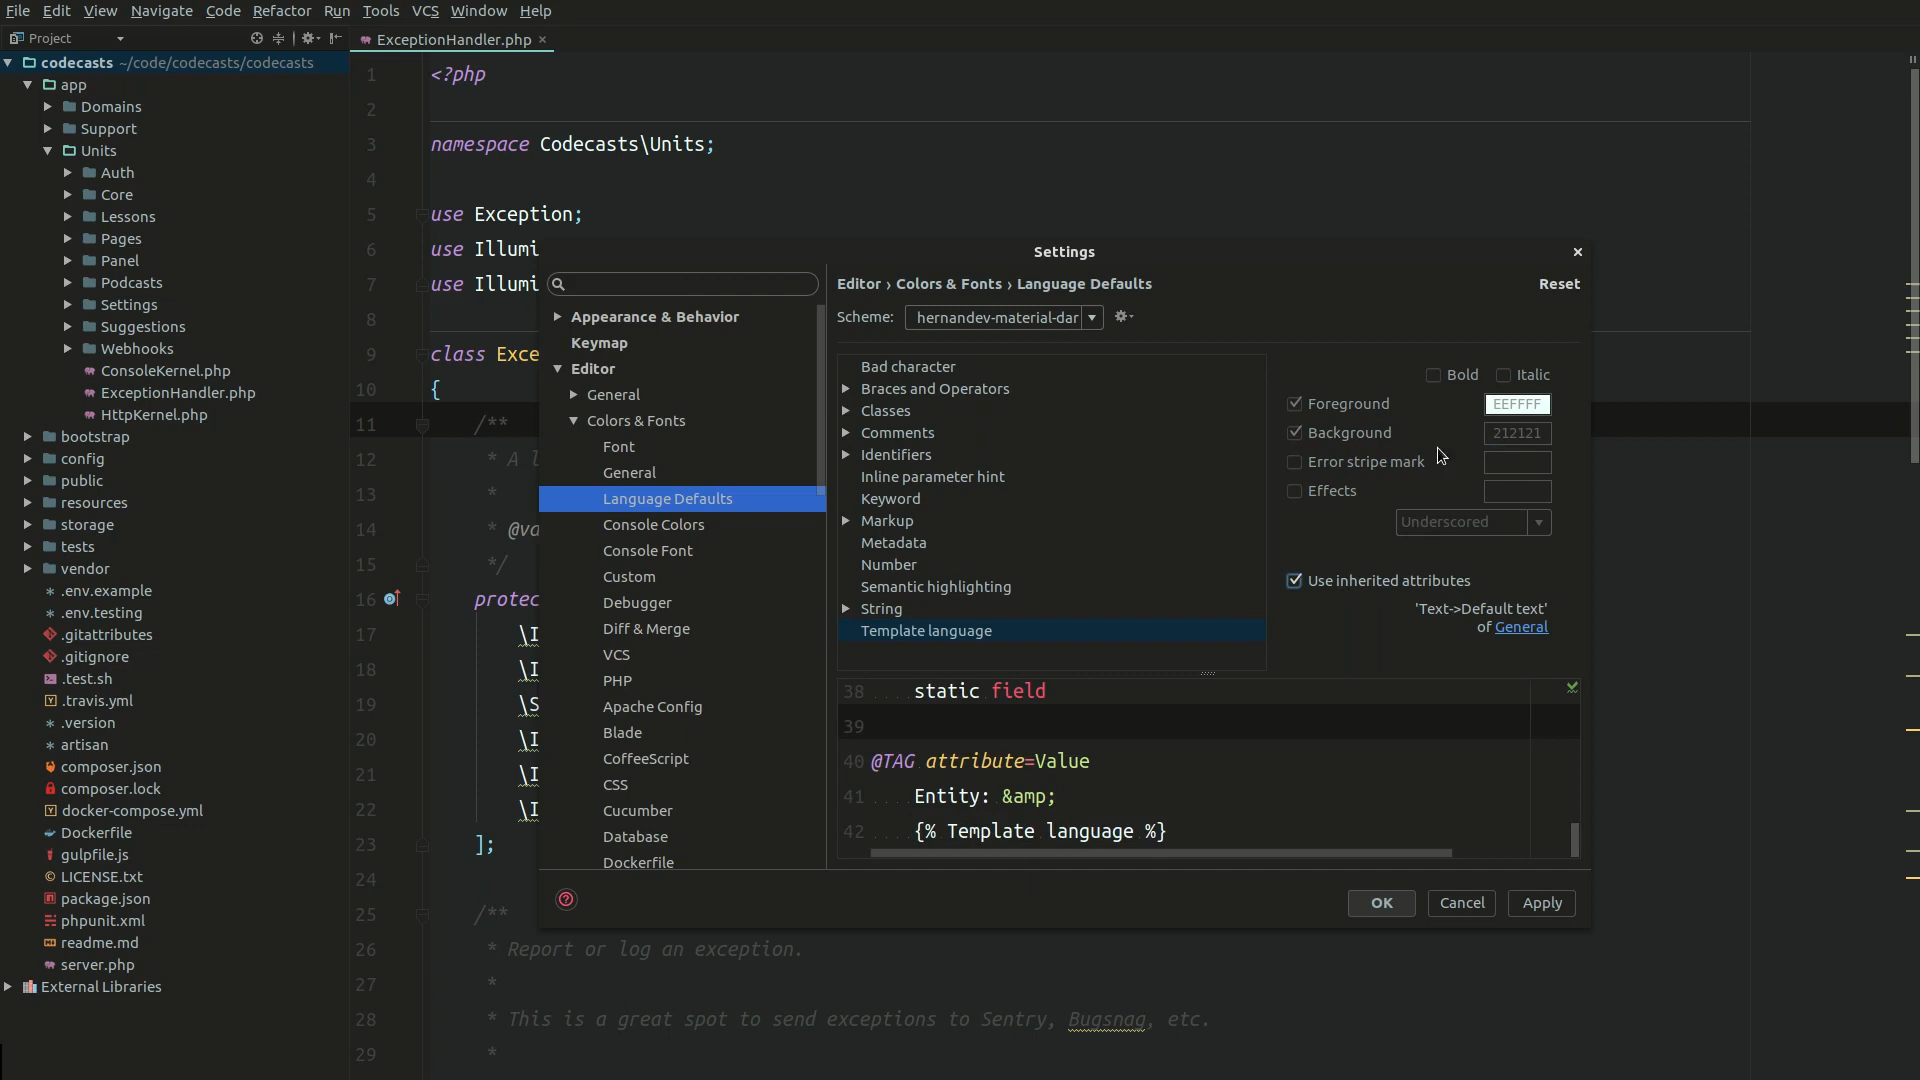 File Edit View Navigate Code Refactor Run Tools VCS Window Help
Project
codecasts ~/code/codecasts/codecasts
app
Domains
Support
Units
Auth
Core
Lessons
Pages
Panel
Podcasts
Settings
Suggestions
Webhooks
ConsoleKernel.php
ExceptionHandler.php
HttpKernel.php
bootstrap
config
public
resources
storage
tests
vendor
.env.example
.env.testing
.gitattributes
.gitignore
.test.sh
.travis.yml
.version
artisan
composer.json
composer.lock
docker-compose.yml
Dockerfile
gulpfile.js
LICENSE.txt
package.json
phpunit.xml
readme.md
server.php
External Libraries
ExceptionHandler.php
1 <?php
2
3 namespace Codecasts\Units;
4
5 use Exception;
6 use Illumi
7 use Illumi
8
9 class Exce
10 {
11 /**
12 * A l
13 *
14 * @va
15 */
16 protec
17 \I
18 \I
19 \S
20 \I
21 \I
22 \I
23 ];
24
25 /**
26 * Report or log an exception.
27 *
28 * This is a great spot to send exceptions to Sentry, Bugsnag, etc.
29 *
Settings
Appearance & Behavior
Keymap
Editor
General
Colors & Fonts
Font
General
Language Defaults
Console Colors
Console Font
Custom
Debugger
Diff & Merge
VCS
PHP
Apache Config
Blade
CoffeeScript
CSS
Cucumber
Database
Dockerfile
Editor › Colors & Fonts › Language Defaults Reset
Scheme: hernandev-material-dar
Bad character
Braces and Operators
Classes
Comments
Identifiers
Inline parameter hint
Keyword
Markup
Metadata
Number
Semantic highlighting
String
Template language
Bold Italic
Foreground EEFFFF
Background 212121
Error stripe mark
Effects
Underscored
Use inherited attributes
'Text->Default text'
of General
38 .... static.field
39
40 @TAG.attribute=Value
41 .... Entity:.&amp;
42 .... {%.Template.language.%}
OK Cancel Apply